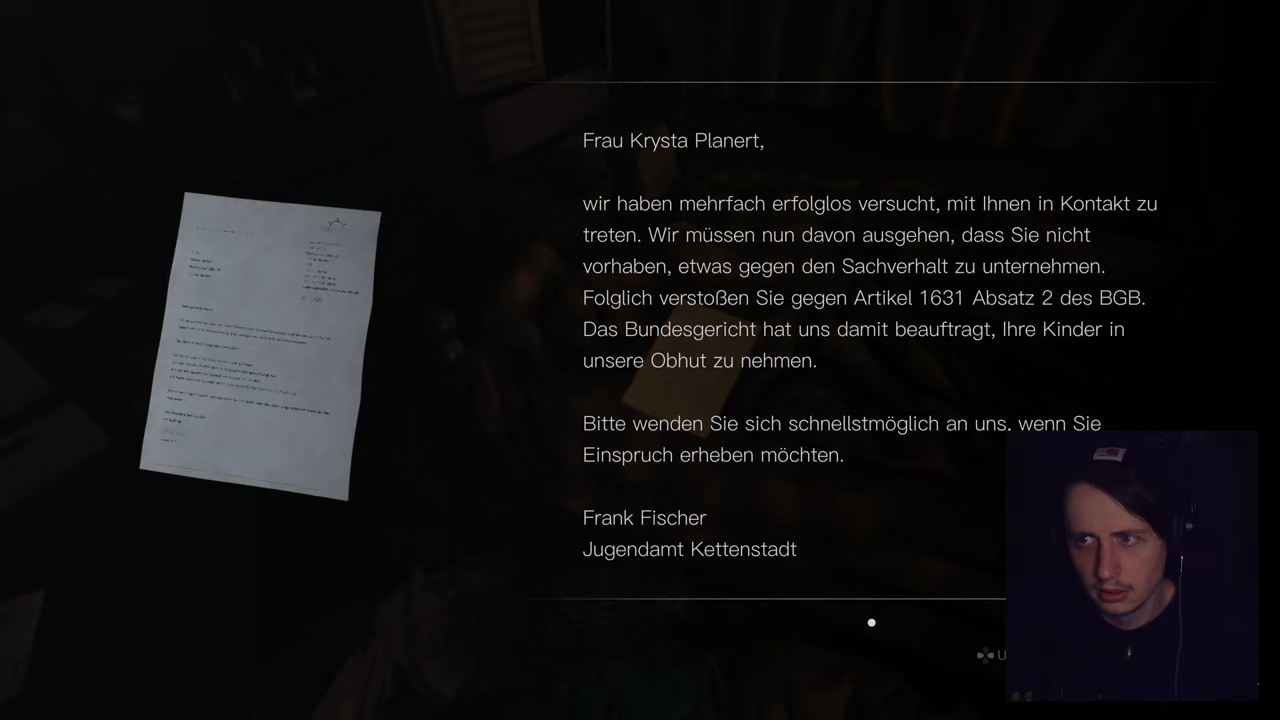 Frau Krysta Planert,
wir haben mehrfach erfolglos versucht, mit Ihnen in Kontakt zu
treten. Wir müssen nun davon ausgehen, dass Sie nicht
vorhaben, etwas gegen den Sachverhalt zu unternehmen.
Folglich verstoßen Sie gegen Artikel 1631 Absatz 2 des BGB.
Das Bundesgericht hat uns damit beauftragt, Ihre Kinder in
unsere Obhut zu nehmen.
Bitte wenden Sie sich schnellstmöglich an uns, wenn Sie
Einspruch erheben möchten.
Frank Fischer
Jugendamt Kettenstadt